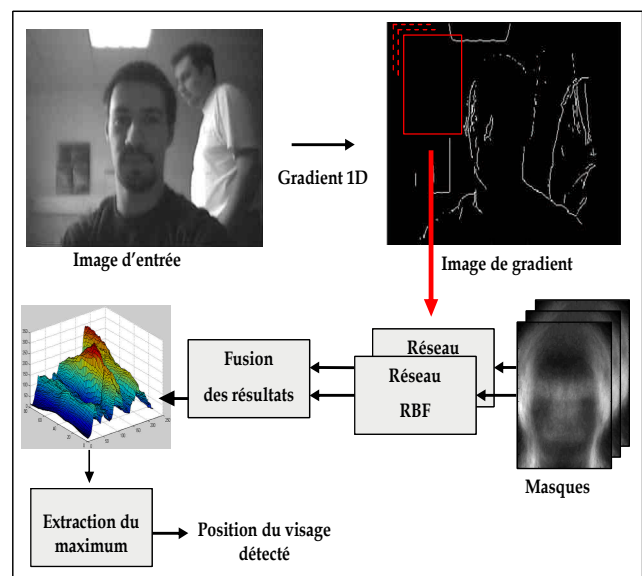 Gradient 1D
Image d'entrée
Image de gradient
Fusion
des résultats
Réseau
Réseau
RBF
Masques
Extraction du
maximum
Position du visage
détecté